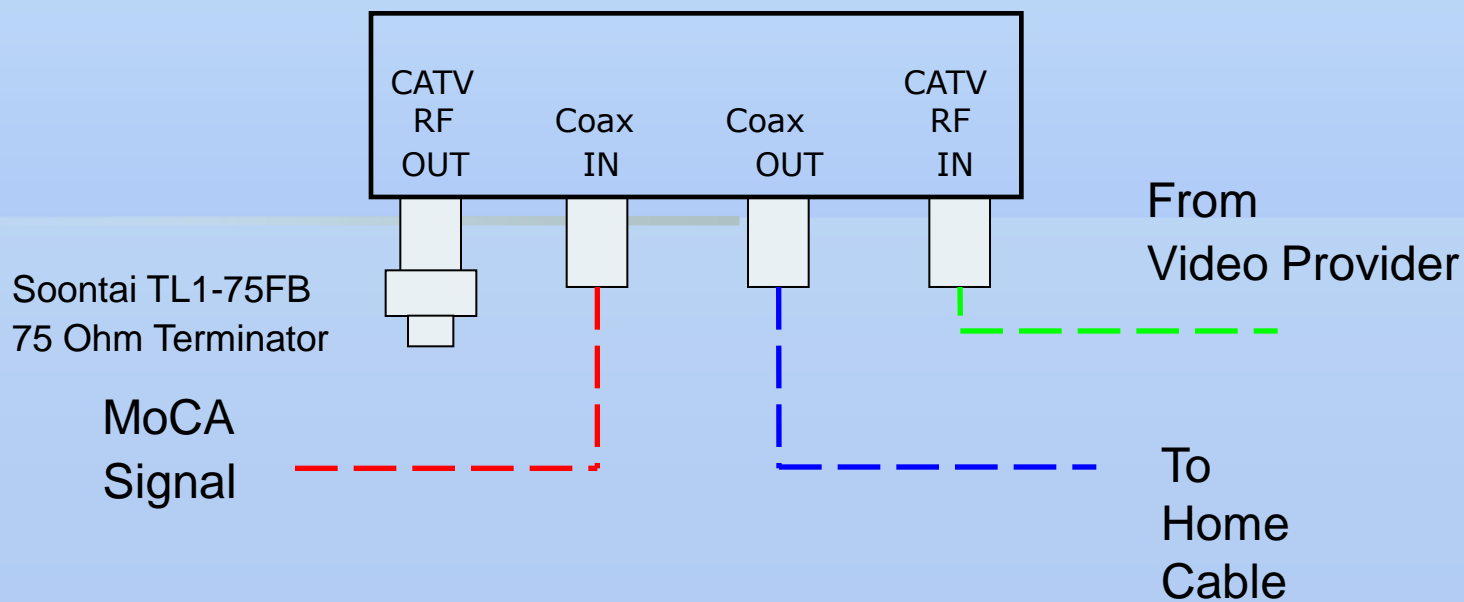 CATV
RF
OUT
Coax
IN
Coax
OUT
CATV
RF
IN
From
Video Provider
Soontai TL1-75FB
75 Ohm Terminator
MoCA
Signal
To
Home
Cable